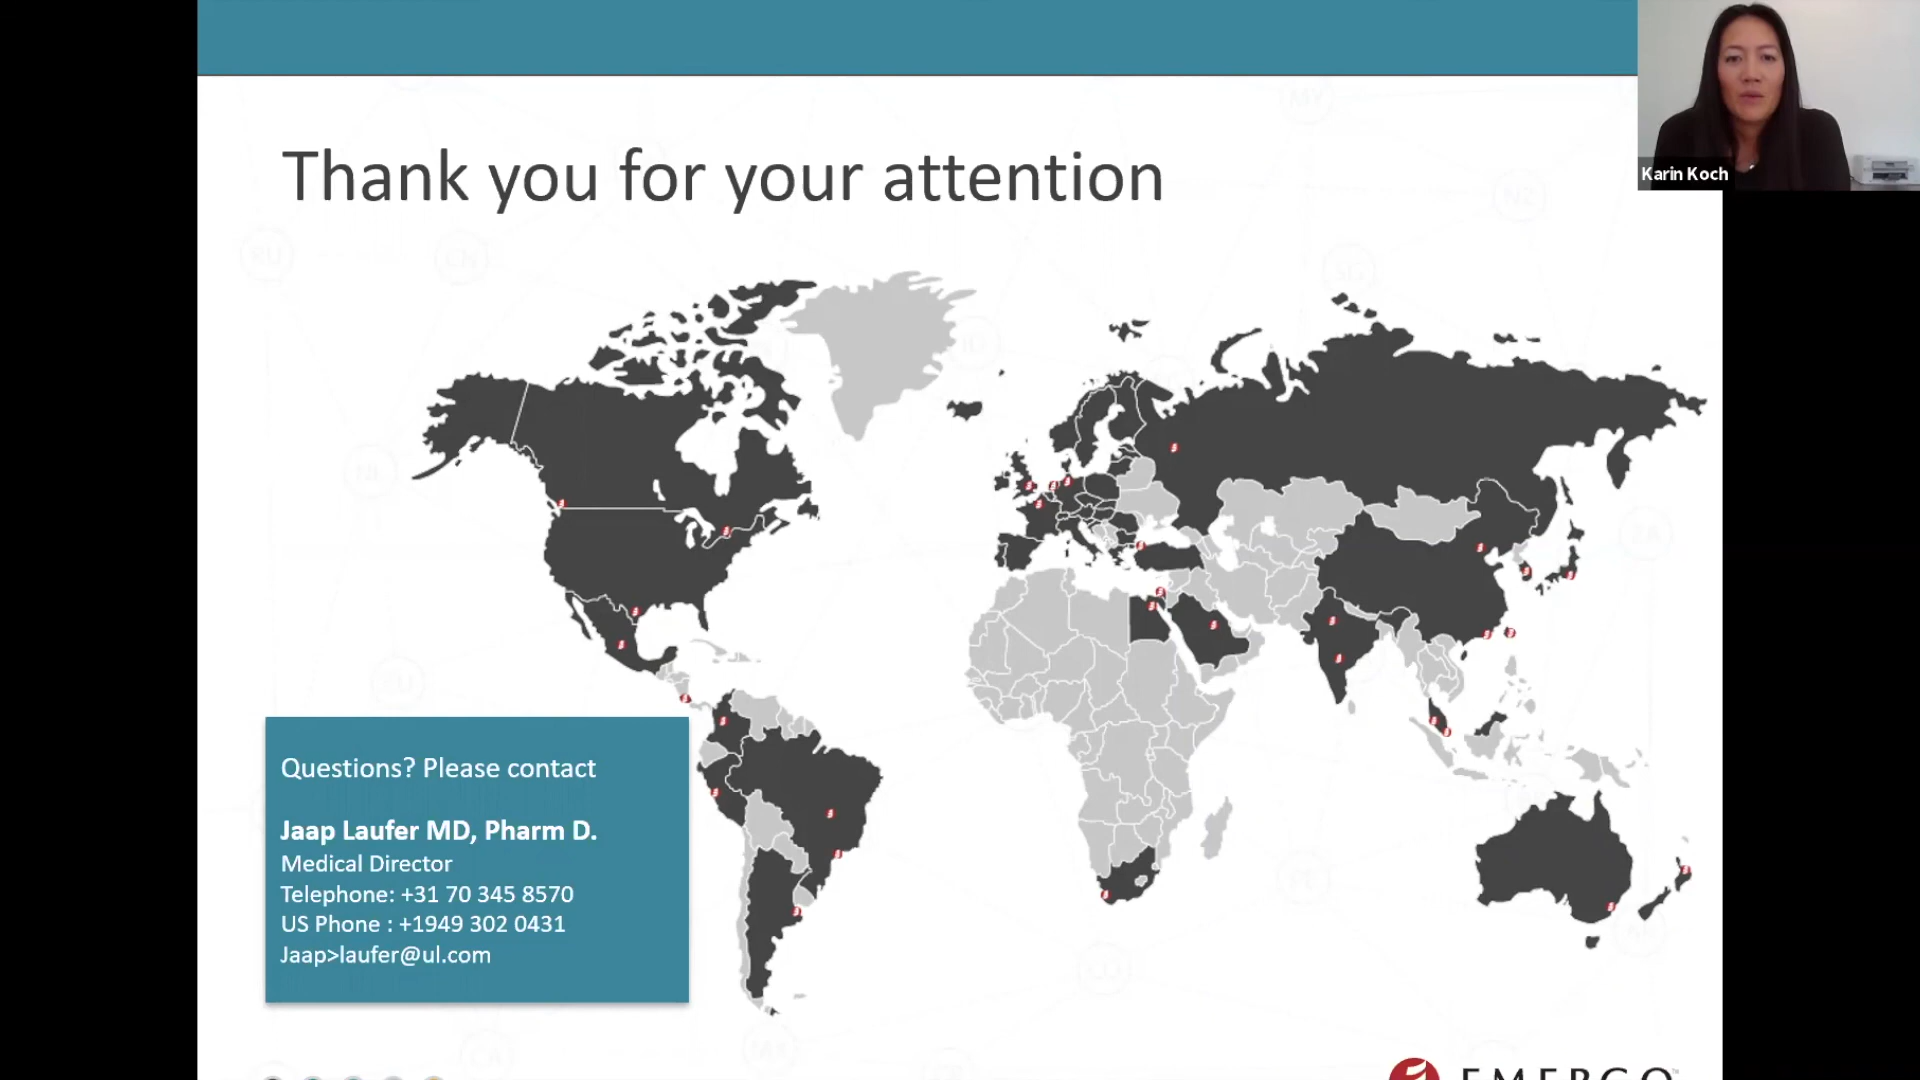 Thank you for your attention
Karin Koch
Questions? Please contact
Jaap Laufer MD, Pharm D.
Medical Director
Telephone: +31 70 345 8570
US Phone : +1949 302 0431
Jaap>laufer@ul.com
EMERGO